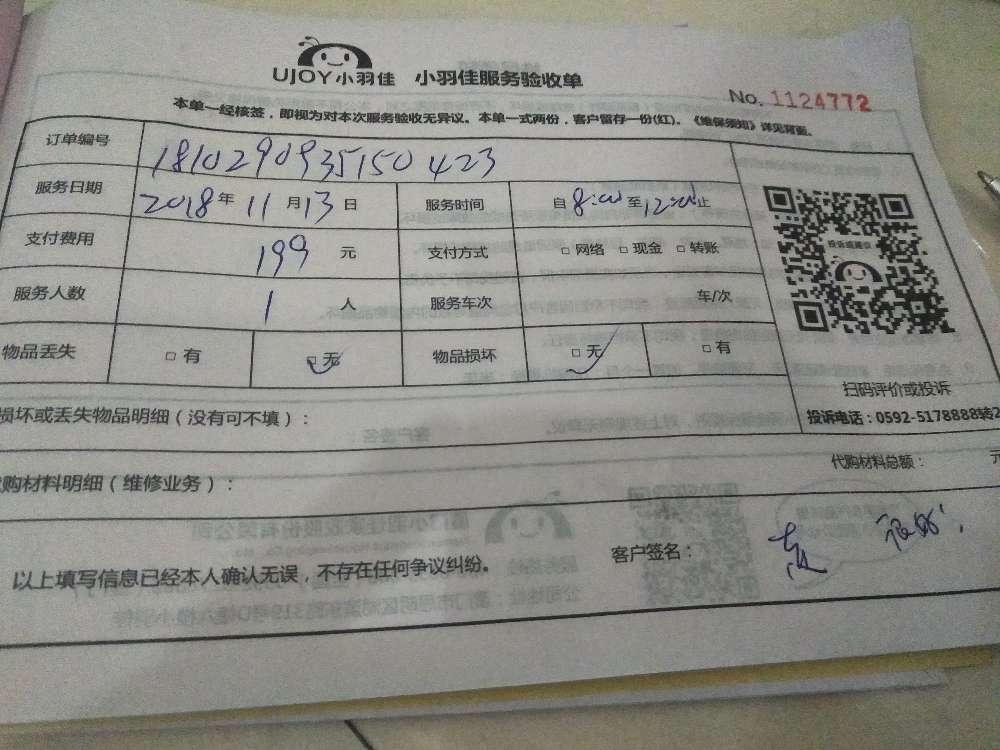 UJOY小羽佳 小羽佳服务验收单
No. 1124772
本单一经核签，即视为对本次服务验收无异议。本单一式两份，客户留存一份(红)。《维保须知》详见背面。
订单编号 181029093515O423
服务日期 2018年11月13日 服务时间 自8:00至12:00止
支付费用 199 元 支付方式 □网络 □现金 □转账
投诉或建议
服务人数 1 人 服务车次 车/次
物品丢失 □有 □无 物品损坏 □无 □有
扫码评价或投诉
投诉电话：0592-5178888转2
损坏或丢失物品明细（没有可不填）：
代购材料总额： 元
购材料明细（维修业务）：
以上填写信息已经本人确认无误，不存在任何争议纠纷。
客户签名： 很好！